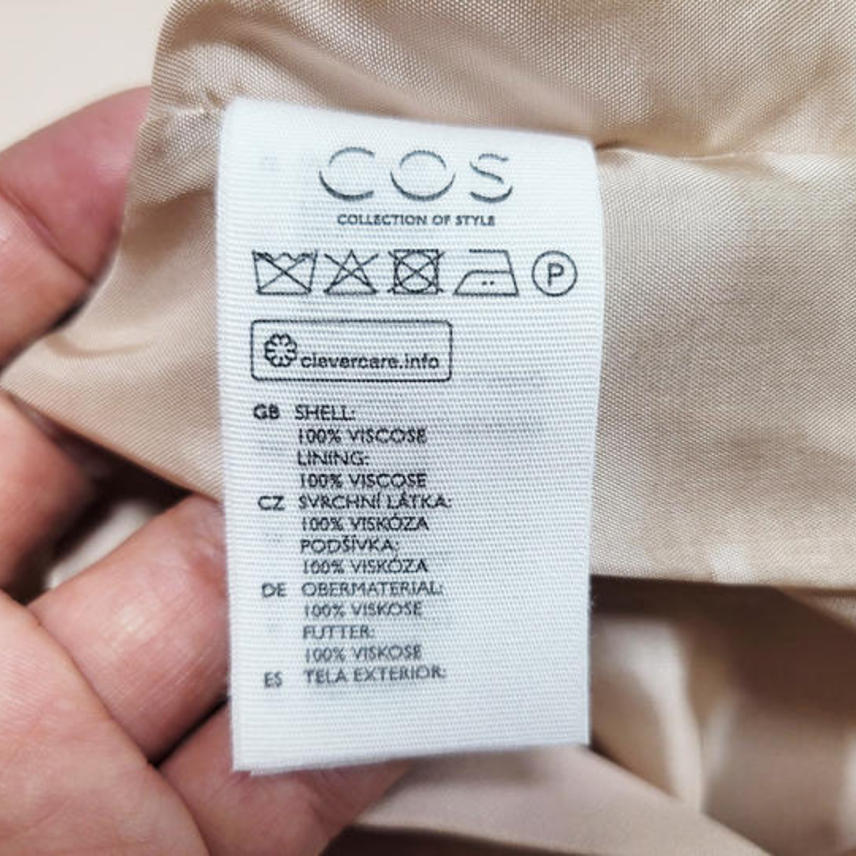 COS
COLLECTION OF STYLE
P
clevercare.info
GB SHELL:
100% VISCOSE
LINING:
100% VISCOSE
CZ SVRCHNÍ LÁTKA:
100% VISKÓZA
PODŠÍVKA:
100% VISKÓZA
DE OBERMATERIAL:
100% VISKOSE
FUTTER:
100% VISKOSE
ES TELA EXTERIOR: